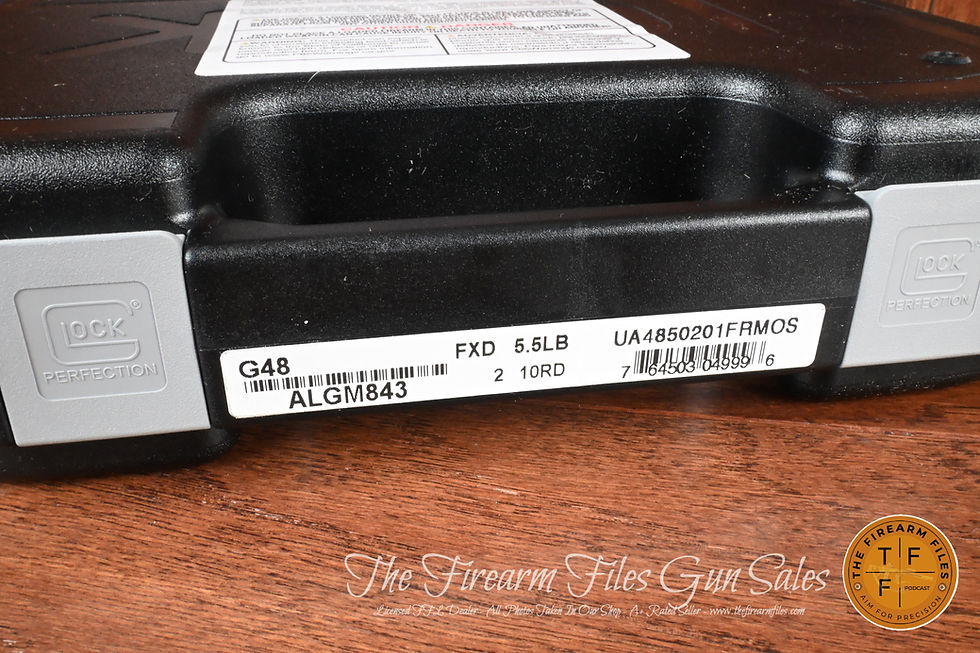 CAUTION & DANGER
GLOCK
PERFECTION
GLOCK
PERFECTION
G48 FXD 5.5LB UA4850201FRMOS
ALGM843 2 10RD 7 64503 04999 6
The Firearm Files Gun Sales
Licensed FFL Dealer - All Photos Taken In Our Shop - A+ Rated Seller - www.thefirearmfiles.com
THE FIREARM FILES
T F
F PODCAST
AIM FOR PRECISION